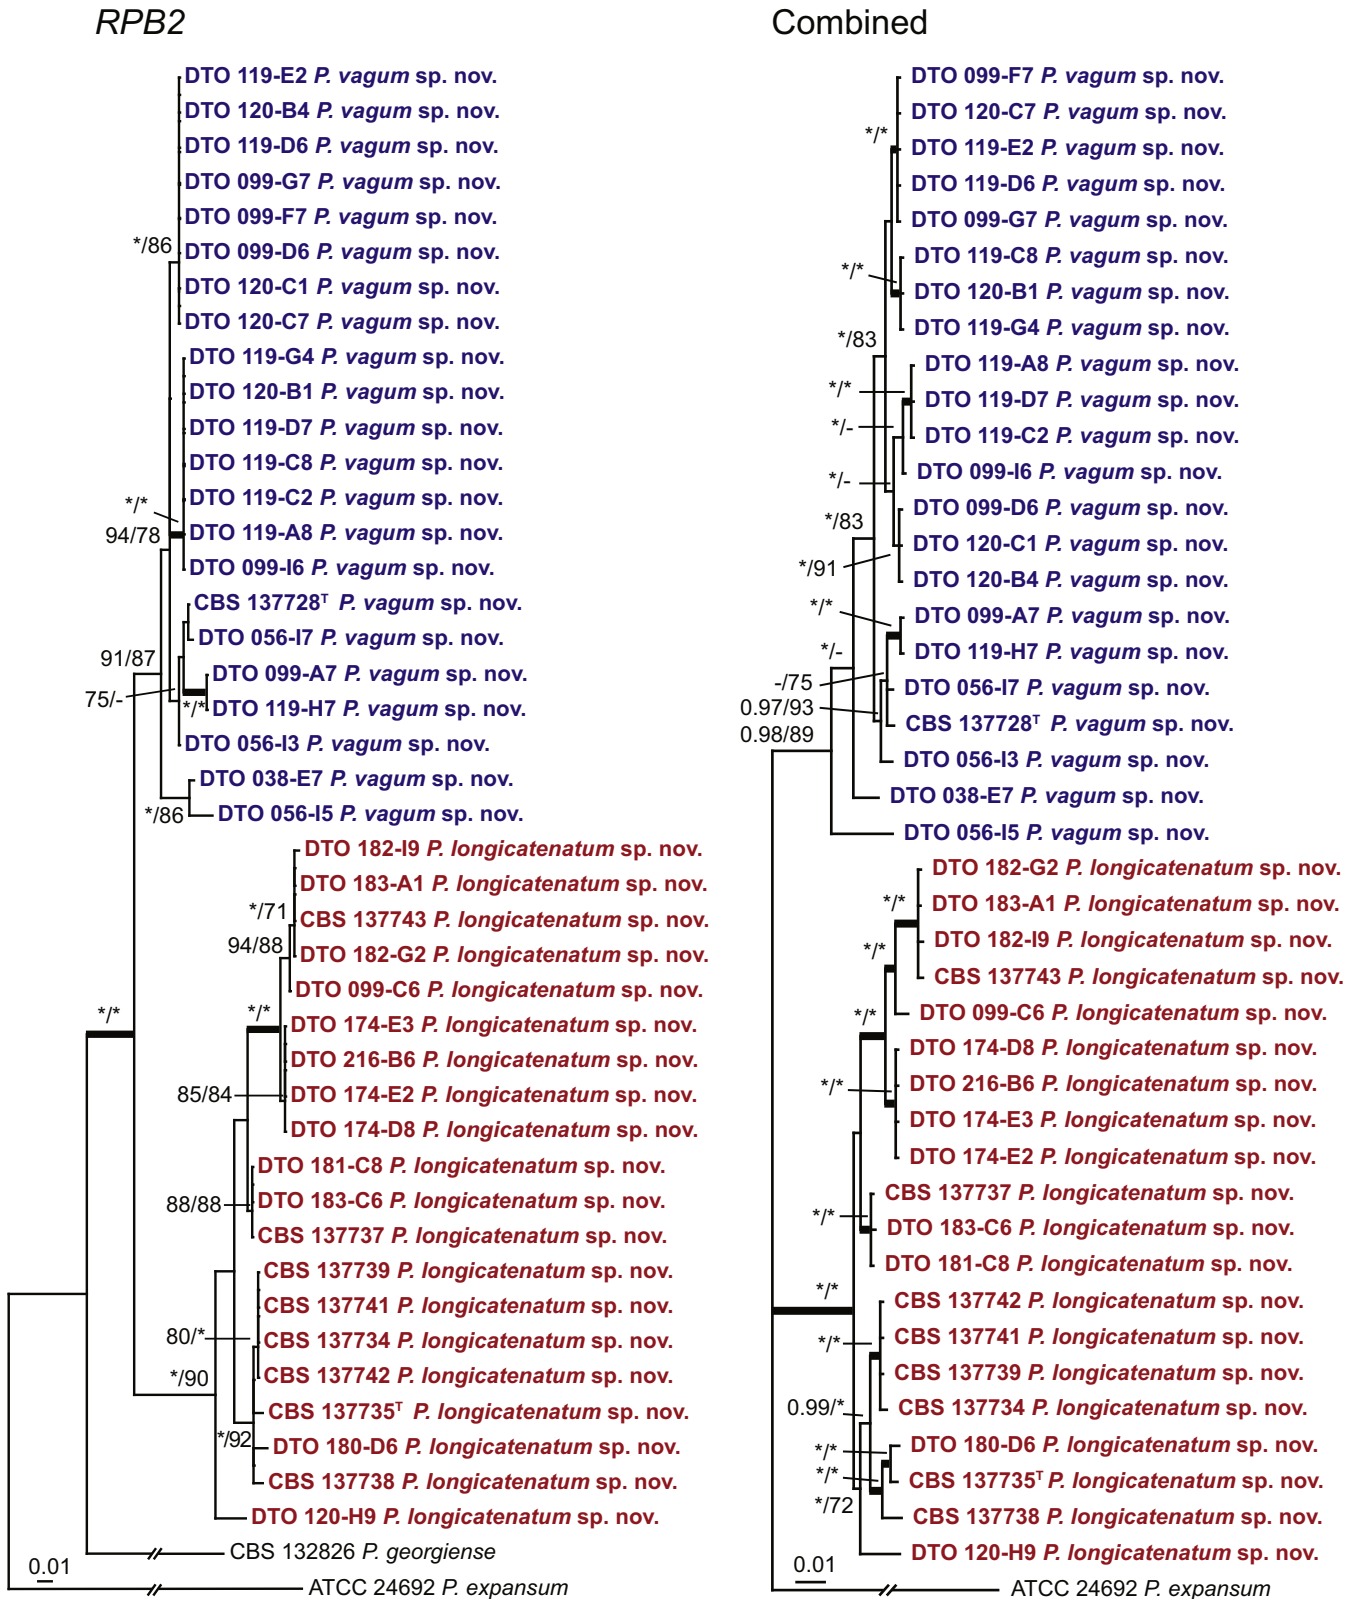 RPB2
DTO 119-E2 P. vagum sp. nov.
DTO 120-B4 P. vagum sp. nov.
DTO 119-D6 P. vagum sp. nov.
DTO 099-G7 P. vagum sp. nov.
DTO 099-F7 P. vagum sp. nov.
*/86
DTO 099-D6 P. vagum sp. nov.
DTO 120-C1 P. vagum sp. nov.
DTO 120-C7 P. vagum sp. nov.
DTO 119-G4 P. vagum sp. nov.
DTO 120-B1 P. vagum sp. nov.
DTO 119-D7 P. vagum sp. nov.
DTO 119-C8 P. vagum sp. nov.
DTO 119-C2 P. vagum sp. nov.
*/*
94/78
DTO 119-A8 P. vagum sp. nov.
DTO 099-I6 P. vagum sp. nov.
CBS 137728ᵀ P. vagum sp. nov.
DTO 056-I7 P. vagum sp. nov.
91/87
DTO 099-A7 P. vagum sp. nov.
75/-
*/*
DTO 119-H7 P. vagum sp. nov.
DTO 056-I3 P. vagum sp. nov.
DTO 038-E7 P. vagum sp. nov.
*/86
DTO 056-I5 P. vagum sp. nov.
DTO 182-I9 P. longicatenatum sp. nov.
DTO 183-A1 P. longicatenatum sp. nov.
*/71
CBS 137743 P. longicatenatum sp. nov.
94/88
DTO 182-G2 P. longicatenatum sp. nov.
DTO 099-C6 P. longicatenatum sp. nov.
*/*
*/*
DTO 174-E3 P. longicatenatum sp. nov.
DTO 216-B6 P. longicatenatum sp. nov.
85/84
DTO 174-E2 P. longicatenatum sp. nov.
DTO 174-D8 P. longicatenatum sp. nov.
DTO 181-C8 P. longicatenatum sp. nov.
88/88
DTO 183-C6 P. longicatenatum sp. nov.
CBS 137737 P. longicatenatum sp. nov.
CBS 137739 P. longicatenatum sp. nov.
CBS 137741 P. longicatenatum sp. nov.
80/*
CBS 137734 P. longicatenatum sp. nov.
*/90
CBS 137742 P. longicatenatum sp. nov.
CBS 137735ᵀ P. longicatenatum sp. nov.
*/92
DTO 180-D6 P. longicatenatum sp. nov.
CBS 137738 P. longicatenatum sp. nov.
DTO 120-H9 P. longicatenatum sp. nov.
CBS 132826 P. georgiense
0.01
ATCC 24692 P. expansum
Combined
DTO 099-F7 P. vagum sp. nov.
DTO 120-C7 P. vagum sp. nov.
*/*
DTO 119-E2 P. vagum sp. nov.
DTO 119-D6 P. vagum sp. nov.
DTO 099-G7 P. vagum sp. nov.
DTO 119-C8 P. vagum sp. nov.
*/*
DTO 120-B1 P. vagum sp. nov.
DTO 119-G4 P. vagum sp. nov.
*/83
DTO 119-A8 P. vagum sp. nov.
*/*
DTO 119-D7 P. vagum sp. nov.
*/-
DTO 119-C2 P. vagum sp. nov.
DTO 099-I6 P. vagum sp. nov.
*/-
DTO 099-D6 P. vagum sp. nov.
*/83
DTO 120-C1 P. vagum sp. nov.
*/91
DTO 120-B4 P. vagum sp. nov.
*/*
DTO 099-A7 P. vagum sp. nov.
DTO 119-H7 P. vagum sp. nov.
*/-
-/75
DTO 056-I7 P. vagum sp. nov.
0.97/93
CBS 137728ᵀ P. vagum sp. nov.
0.98/89
DTO 056-I3 P. vagum sp. nov.
DTO 038-E7 P. vagum sp. nov.
DTO 056-I5 P. vagum sp. nov.
DTO 182-G2 P. longicatenatum sp. nov.
*/*
DTO 183-A1 P. longicatenatum sp. nov.
DTO 182-I9 P. longicatenatum sp. nov.
*/*
CBS 137743 P. longicatenatum sp. nov.
DTO 099-C6 P. longicatenatum sp. nov.
*/*
DTO 174-D8 P. longicatenatum sp. nov.
*/*
DTO 216-B6 P. longicatenatum sp. nov.
DTO 174-E3 P. longicatenatum sp. nov.
DTO 174-E2 P. longicatenatum sp. nov.
CBS 137737 P. longicatenatum sp. nov.
*/*
DTO 183-C6 P. longicatenatum sp. nov.
DTO 181-C8 P. longicatenatum sp. nov.
*/*
CBS 137742 P. longicatenatum sp. nov.
*/*
CBS 137741 P. longicatenatum sp. nov.
CBS 137739 P. longicatenatum sp. nov.
0.99/*
CBS 137734 P. longicatenatum sp. nov.
*/*
DTO 180-D6 P. longicatenatum sp. nov.
*/*
CBS 137735ᵀ P. longicatenatum sp. nov.
*/72
CBS 137738 P. longicatenatum sp. nov.
DTO 120-H9 P. longicatenatum sp. nov.
0.01
ATCC 24692 P. expansum